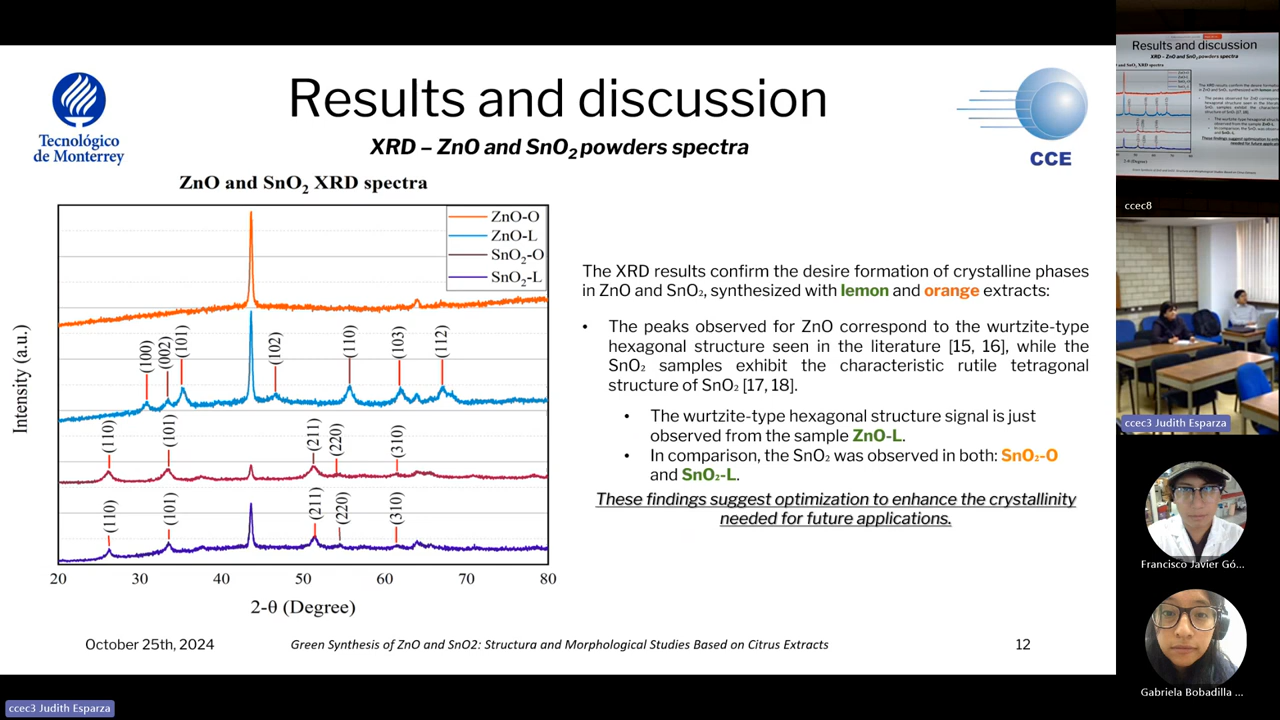 Tecnológico
de Monterrey
Results and discussion
XRD – ZnO and SnO₂ powders spectra
CCE
ZnO and SnO₂ XRD spectra
ZnO-O
ZnO-L
SnO₂-O
SnO₂-L
Intensity (a.u.)
(100)
(002)
(101)
(102)
(110)
(103)
(112)
(110)
(101)
(211)
(220)
(310)
(110)
(101)
(211)
(220)
(310)
20 30 40 50 60 70 80
2-θ (Degree)
The XRD results confirm the desire formation of crystalline phases
in ZnO and SnO₂, synthesized with lemon and orange extracts:
• The peaks observed for ZnO correspond to the wurtzite-type
hexagonal structure seen in the literature [15, 16], while the
SnO₂ samples exhibit the characteristic rutile tetragonal
structure of SnO₂ [17, 18].
• The wurtzite-type hexagonal structure signal is just
observed from the sample ZnO-L.
• In comparison, the SnO₂ was observed in both: SnO₂-O
and SnO₂-L.
These findings suggest optimization to enhance the crystallinity
needed for future applications.
October 25th, 2024
Green Synthesis of ZnO and SnO2: Structura and Morphological Studies Based on Citrus Extracts
12
Results and discussion
XRD – ZnO and SnO₂ powders spectra
ccec8
ccec3 Judith Esparza
Francisco Javier Gó...
Gabriela Bobadilla ...
ccec3 Judith Esparza